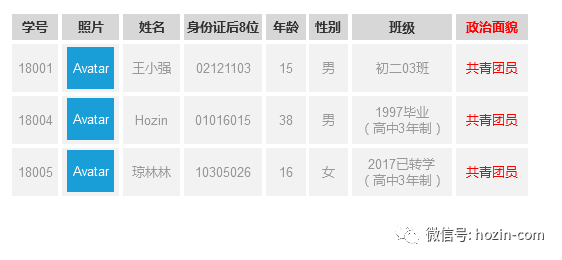 学号 照片 姓名 身份证后8位 年龄 性别 班级 政治面貌
18001 Avatar 王小强 02121103 15 男 初二03班 共青团员
18004 Avatar Hozin 01016015 38 男 1997毕业
（高中3年制） 共青团员
18005 Avatar 琼林林 10305026 16 女 2017已转学
（高中3年制） 共青团员
微信号: hozin-com